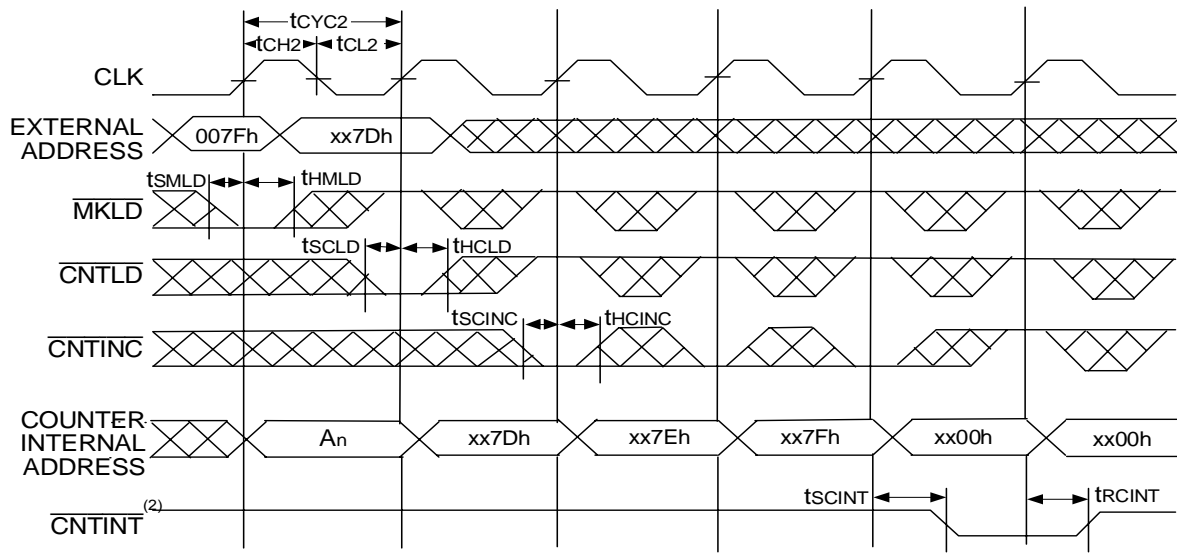 tCYC2
tCH2 tCL2
CLK
EXTERNAL
ADDRESS
007Fh xx7Dh
tSMLD tHMLD
MKLD
tSCLD tHCLD
CNTLD
tSCINC tHCINC
CNTINC
COUNTER
INTERNAL
ADDRESS
An xx7Dh xx7Eh xx7Fh xx00h xx00h
tSCINT tRCINT
CNTINT(2)